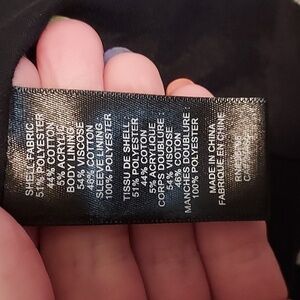 SHELL FABRIC
51% POLYESTER
44% COTTON
5% ACRYLIC
BODY LINING:
54% VISCOSE
46% COTTON
SLEEVE LINING:
100% POLYESTER
TISSU DE SHELL:
51% POLYESTER
44% COTON
5% ACRYLIQUE
CORPS DOUBLURE :
54% VISCOSE
46% COTON
MANCHES DOUBLURE :
100% POLYESTER
MADE IN CHINA
FABRIQUÉ EN CHINE